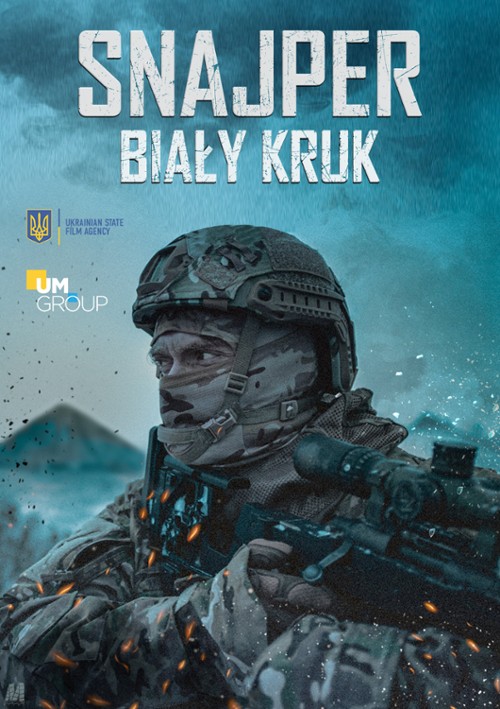 SNAJPER
BIAŁY KRUK
UKRAINIAN STATE
FILM AGENCY
UM
GROUP
M